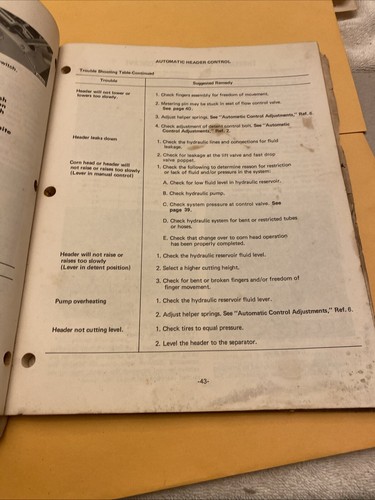 AUTOMATIC HEADER CONTROL
Trouble Shooting Table-Continued
Trouble Suggested Remedy
Header will not lower or
lowers too slowly.
1. Check fingers assembly for freedom of movement.
2. Metering pin may be stuck in seat of flow control valve.
See page 40.
3. Adjust helper springs. See "Automatic Control Adjustments," Ref. 6.
4. Check adjustment of detent control bolt. See "Automatic
Control Adjustments," Ref. 2.
Header leaks down
1. Check the hydraulic lines and connections for fluid
leakage.
2. Check for leakage at the lift valve and fast drop
valve poppet.
Corn head or header will
not raise or raises too slowly
(Lever in manual control)
1. Check the following to determine reason for restriction
or lack of fluid and/or pressure in the system:
A. Check for low fluid level in hydraulic reservoir.
B. Check hydraulic pump.
C. Check system pressure at control valve. See
page 39.
D. Check hydraulic system for bent or restricted tubes
or hoses.
E. Check that change over to corn head operation
has been properly completed.
Header will not raise or
raises too slowly
(Lever in detent position)
1. Check the hydraulic reservoir fluid level.
2. Select a higher cutting height.
3. Check for bent or broken fingers and/or freedom of
finger movement.
Pump overheating
1. Check the hydraulic reservoir fluid level.
2. Adjust helper springs. See "Automatic Control Adjustments," Ref. 6.
Header not cutting level.
1. Check tires to equal pressure.
2. Level the header to the separator.
-43-